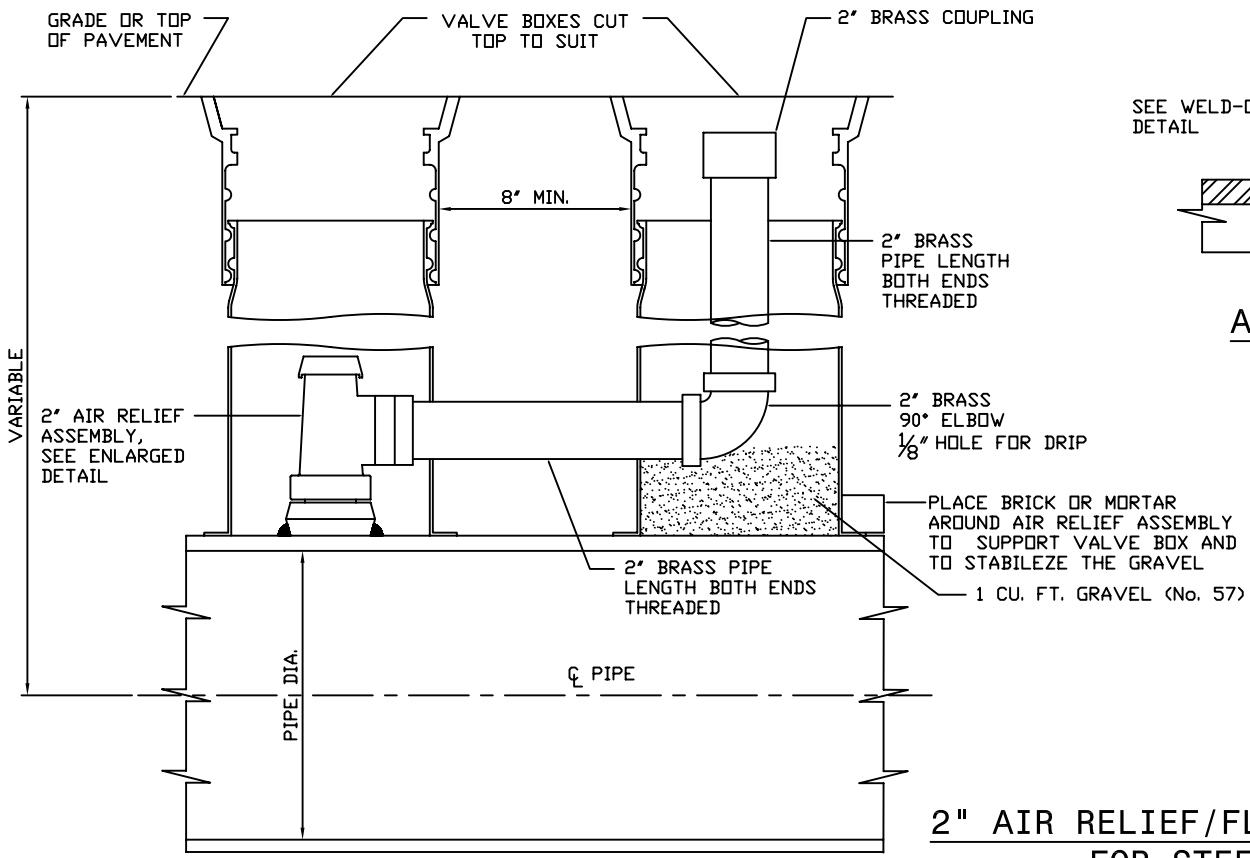 GRADE OR TOP
OF PAVEMENT
VALVE BOXES CUT
TOP TO SUIT
2" BRASS COUPLING
SEE WELD-
DETAIL
8" MIN.
2" BRASS
PIPE LENGTH
BOTH ENDS
THREADED
A
VARIABLE
2" AIR RELIEF
ASSEMBLY,
SEE ENLARGED
DETAIL
2" BRASS
90° ELBOW
1/8" HOLE FOR DRIP
PLACE BRICK OR MORTAR
AROUND AIR RELIEF ASSEMBLY
TO SUPPORT VALVE BOX AND
TO STABILEZE THE GRAVEL
1 CU. FT. GRAVEL (No. 57)
2" BRASS PIPE
LENGTH BOTH ENDS
THREADED
PIPE DIA.
℄ PIPE
2" AIR RELIEF/FL
FOR STEE